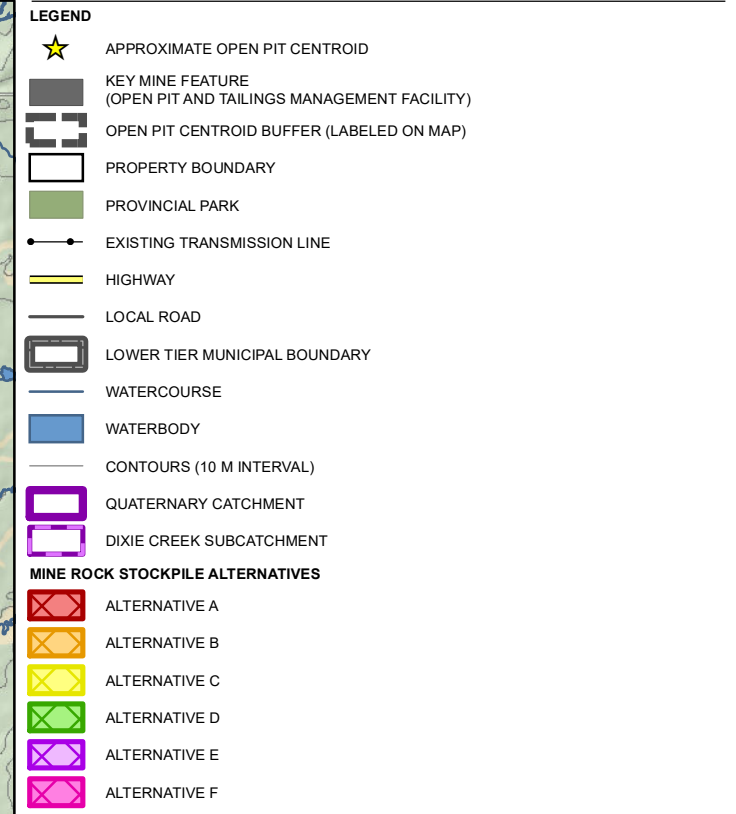 LEGEND
APPROXIMATE OPEN PIT CENTROID
KEY MINE FEATURE
(OPEN PIT AND TAILINGS MANAGEMENT FACILITY)
OPEN PIT CENTROID BUFFER (LABELED ON MAP)
PROPERTY BOUNDARY
PROVINCIAL PARK
EXISTING TRANSMISSION LINE
HIGHWAY
LOCAL ROAD
LOWER TIER MUNICIPAL BOUNDARY
WATERCOURSE
WATERBODY
CONTOURS (10 M INTERVAL)
QUATERNARY CATCHMENT
DIXIE CREEK SUBCATCHMENT
MINE ROCK STOCKPILE ALTERNATIVES
ALTERNATIVE A
ALTERNATIVE B
ALTERNATIVE C
ALTERNATIVE D
ALTERNATIVE E
ALTERNATIVE F